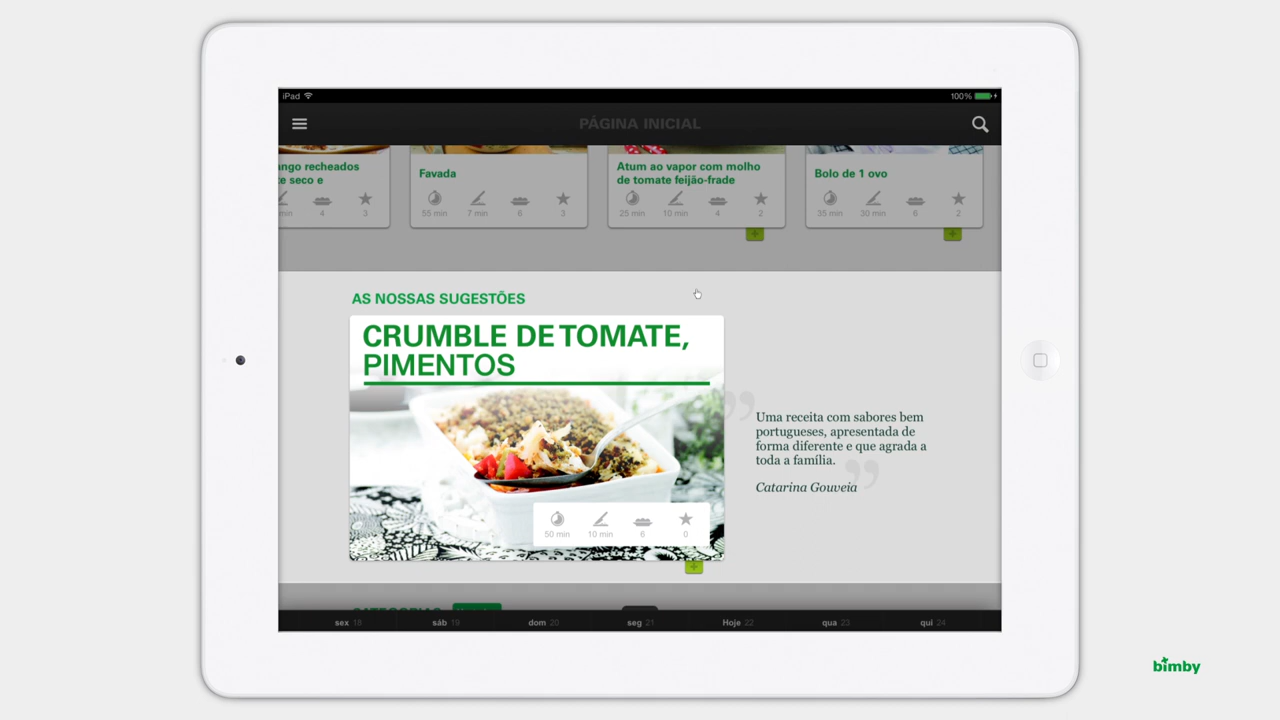 iPad
100%
PÁGINA INICIAL
ango recheados
te seco e
min
4
3
Favada
55 min
7 min
6
3
Atum ao vapor com molho
de tomate feijão-frade
25 min
10 min
4
2
Bolo de 1 ovo
35 min
30 min
6
2
+
+
AS NOSSAS SUGESTÕES
CRUMBLE DE TOMATE,
PIMENTOS
50 min
10 min
6
0
+
”
Uma receita com sabores bem
portugueses, apresentada de
forma diferente e que agrada a
toda a família.
”
Catarina Gouveia
CATEGORIAS
sex 18
sáb 19
dom 20
seg 21
Hoje 22
qua 23
qui 24
bimby